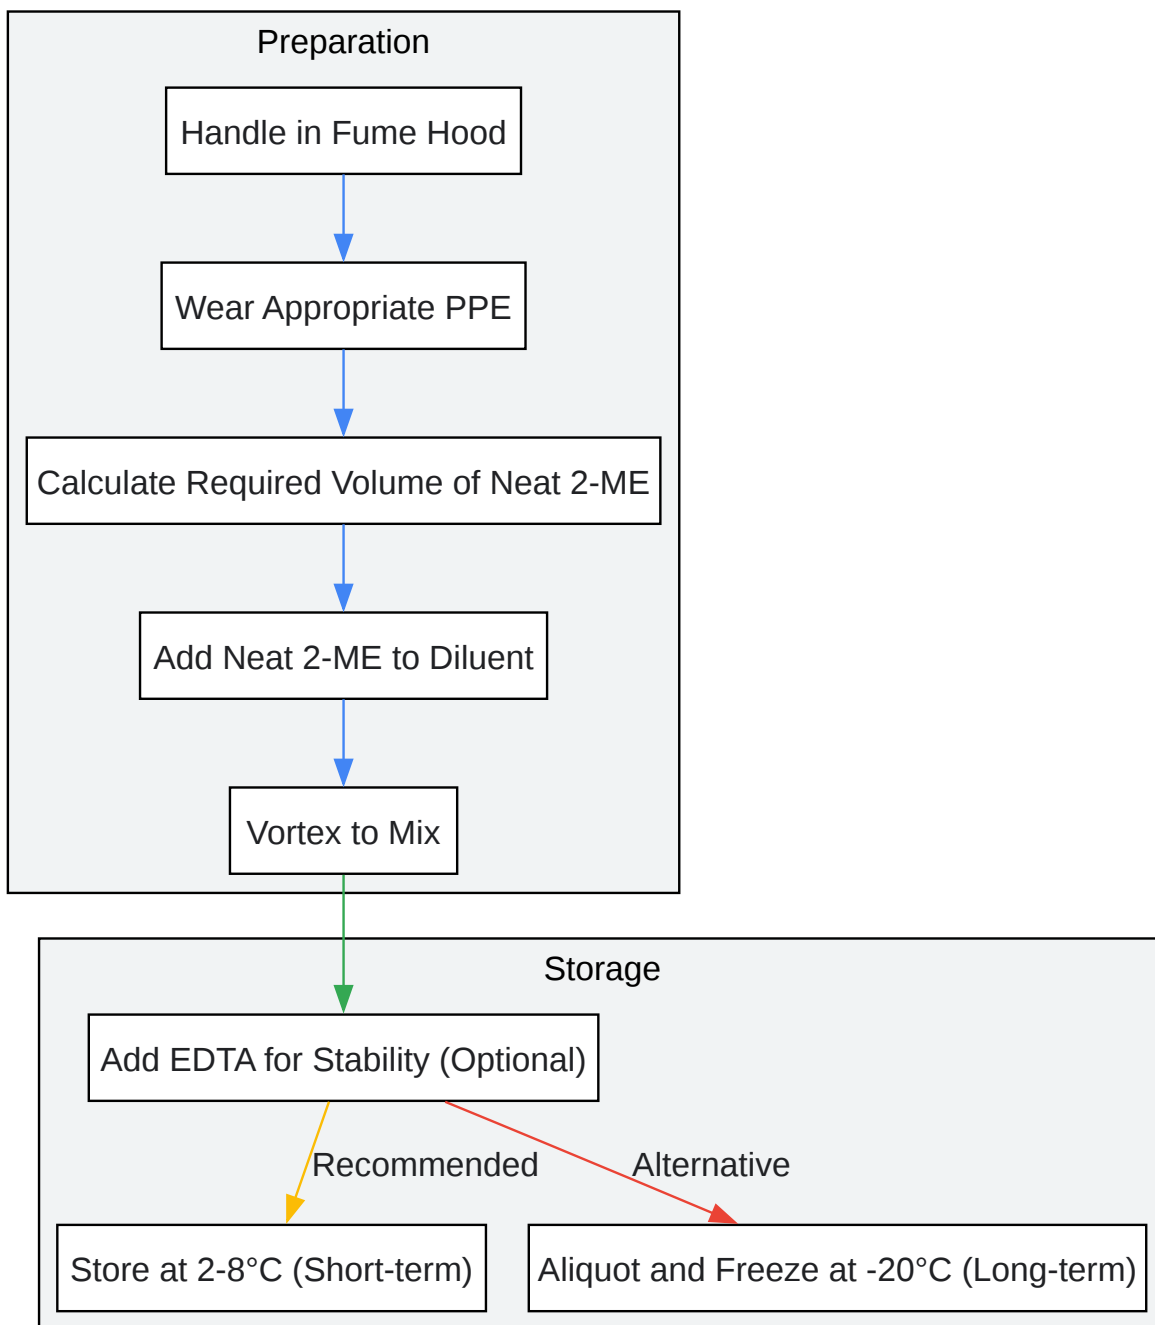 Preparation
Handle in Fume Hood
Wear Appropriate PPE
Calculate Required Volume of Neat 2-ME
Add Neat 2-ME to Diluent
Vortex to Mix
Storage
Add EDTA for Stability (Optional)
Recommended
Alternative
Store at 2-8°C (Short-term)
Aliquot and Freeze at -20°C (Long-term)